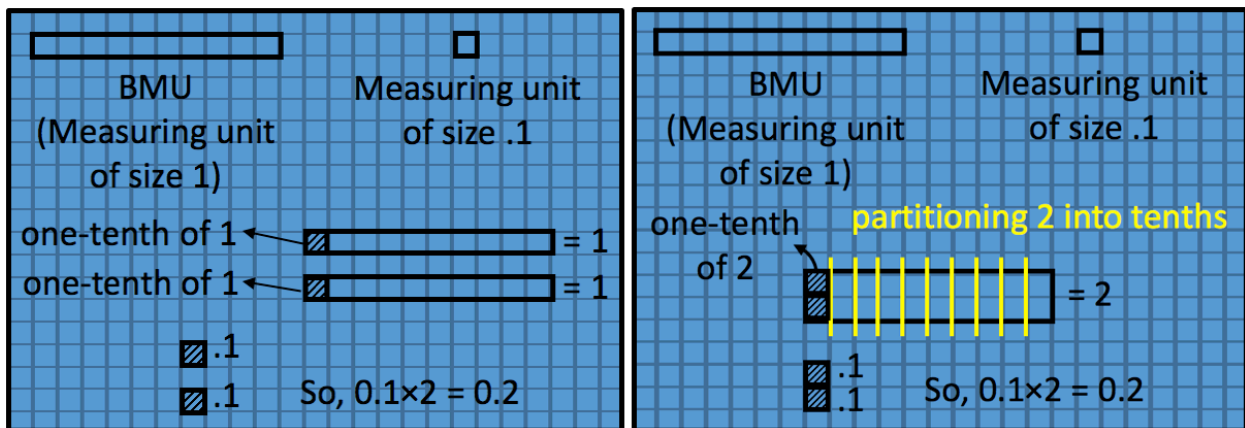 BMU
(Measuring unit
of size 1)
Measuring unit
of size .1
one-tenth of 1
= 1
one-tenth of 1
= 1
.1
.1
So, 0.1×2 = 0.2
BMU
(Measuring unit
of size 1)
Measuring unit
of size .1
partitioning 2 into tenths
one-tenth
of 2
= 2
.1
.1
So, 0.1×2 = 0.2